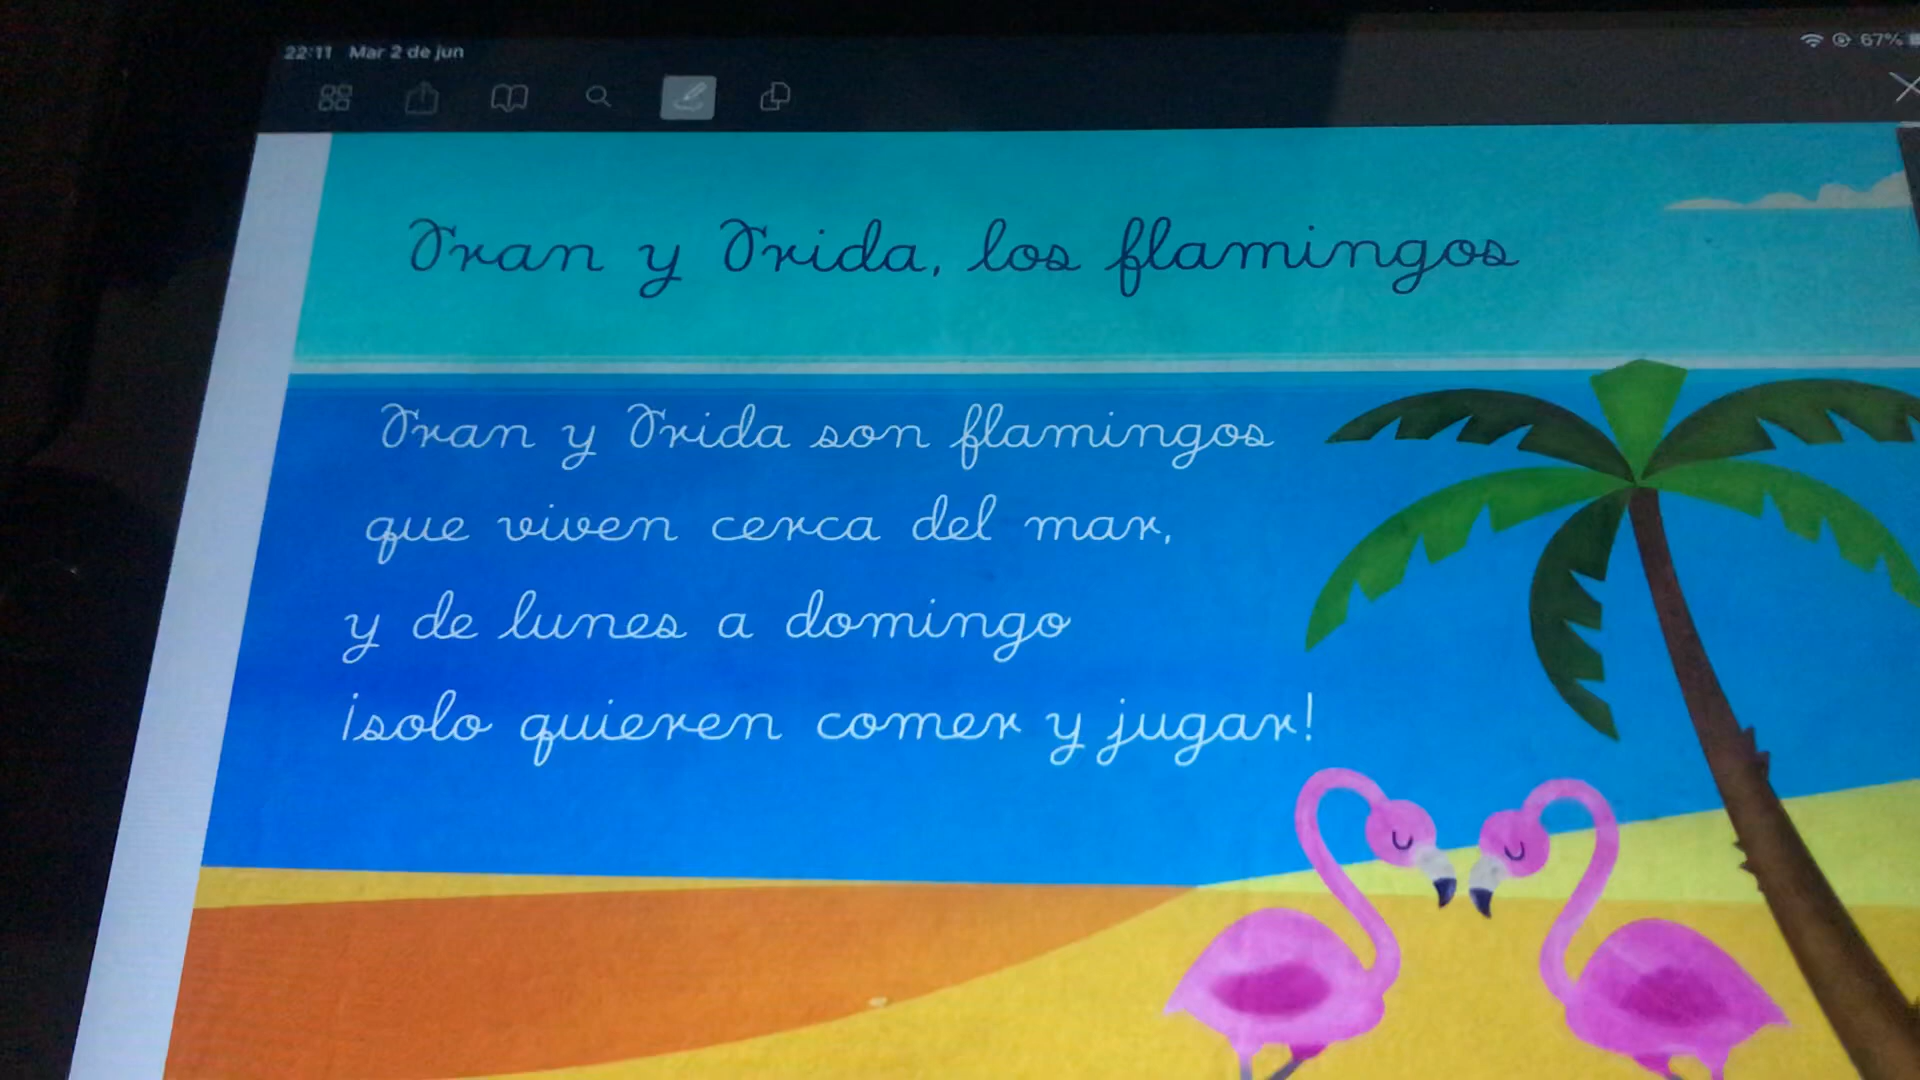 22:11 Mar 2 de jun
67%
Fran y Frida, los flamingos
Fran y Frida son flamingos
que viven cerca del mar,
y de lunes a domingo
¡solo quieren comer y jugar!